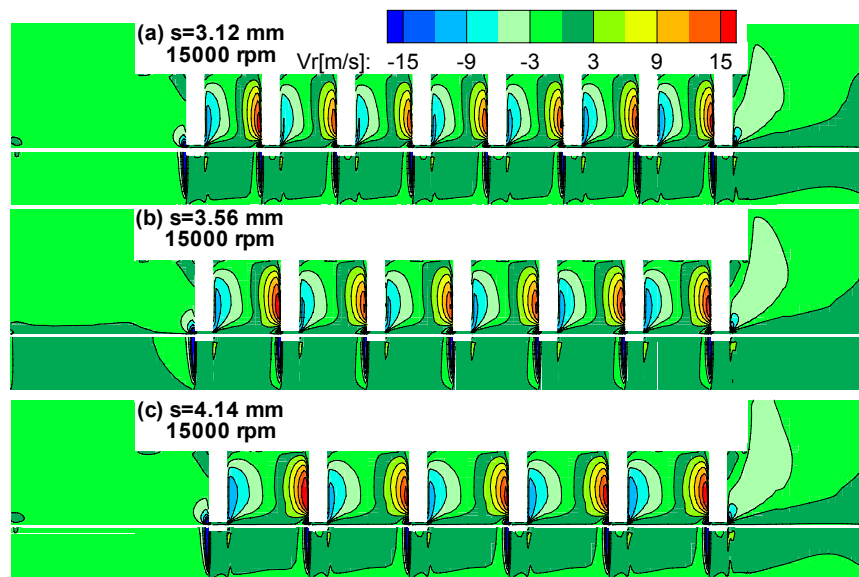 (a) s=3.12 mm
15000 rpm
Vr[m/s]: -15 -9 -3 3 9 15
(b) s=3.56 mm
15000 rpm
(c) s=4.14 mm
15000 rpm